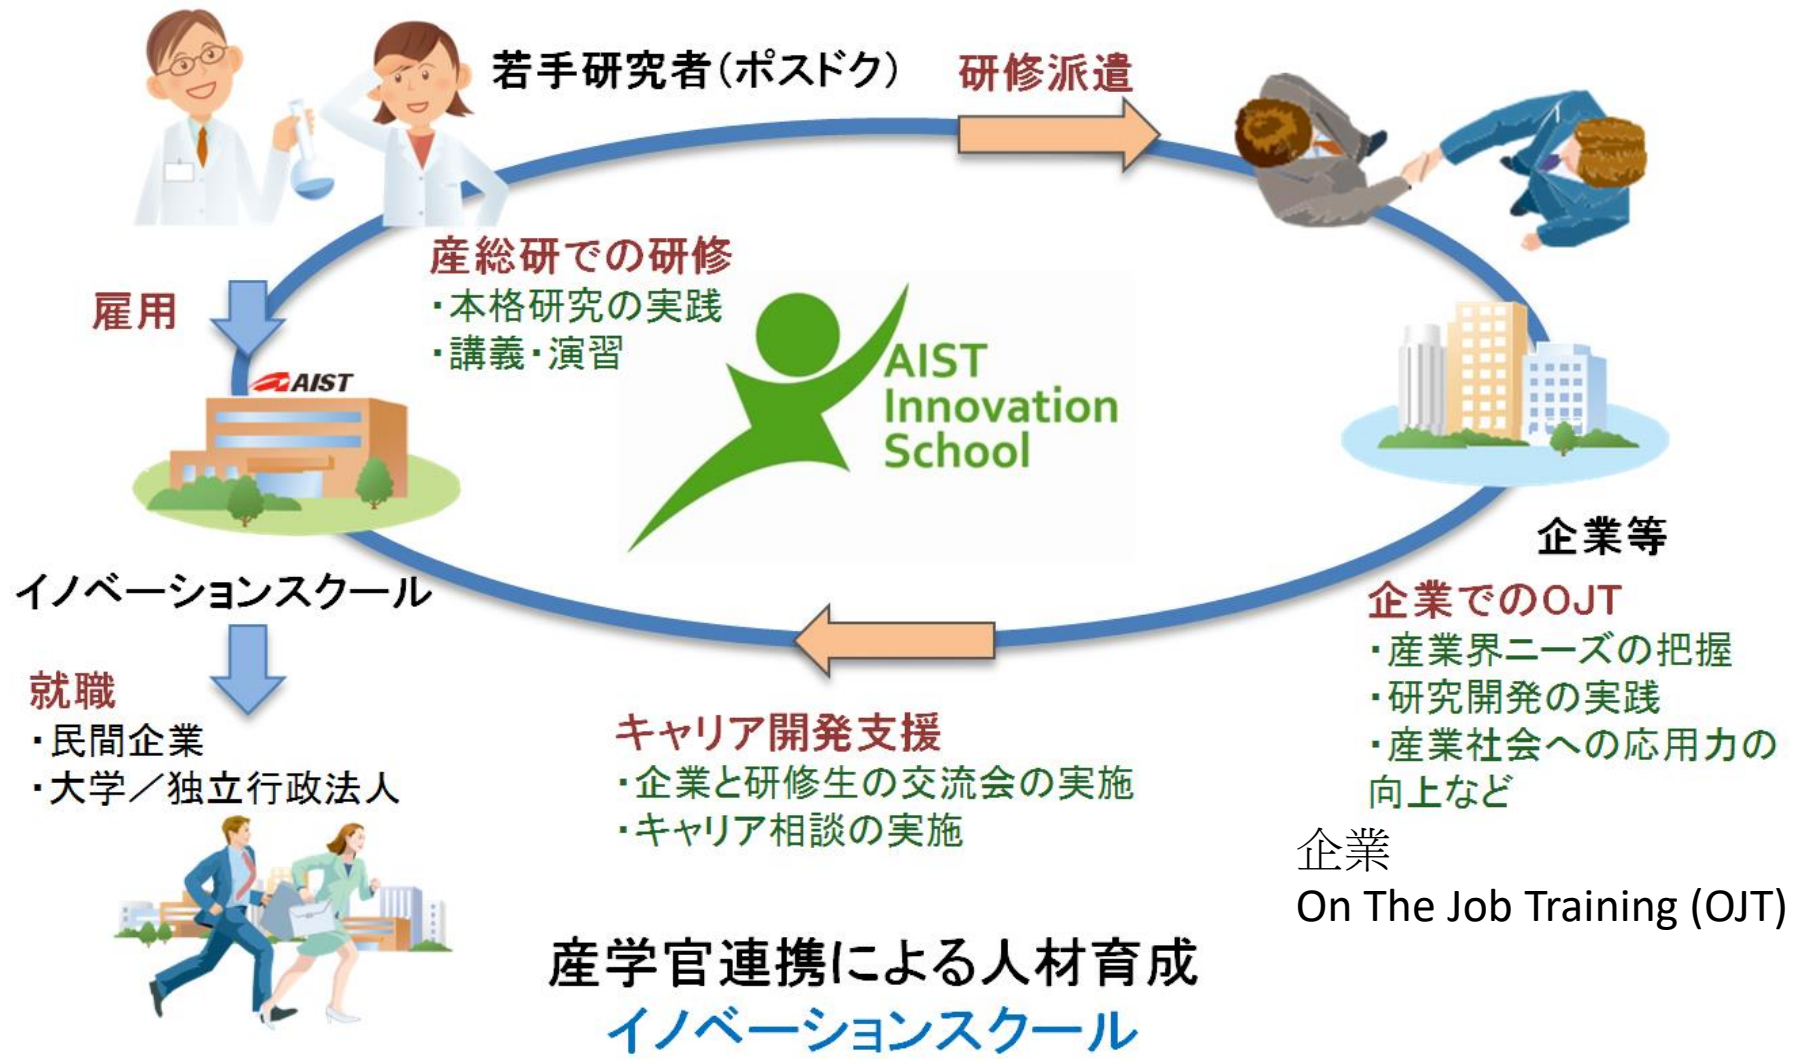 若手研究者（ポスドク）
研修派遣
産総研での研修
・本格研究の実践
・講義・演習
雇用
AIST
AIST
Innovation
School
イノベーションスクール
企業等
企業でのOJT
・産業界ニーズの把握
・研究開発の実践
・産業社会への応用力の
向上など
就職
・民間企業
・大学／独立行政法人
キャリア開発支援
・企業と研修生の交流会の実施
・キャリア相談の実施
企業
On The Job Training (OJT)
産学官連携による人材育成
イノベーションスクール